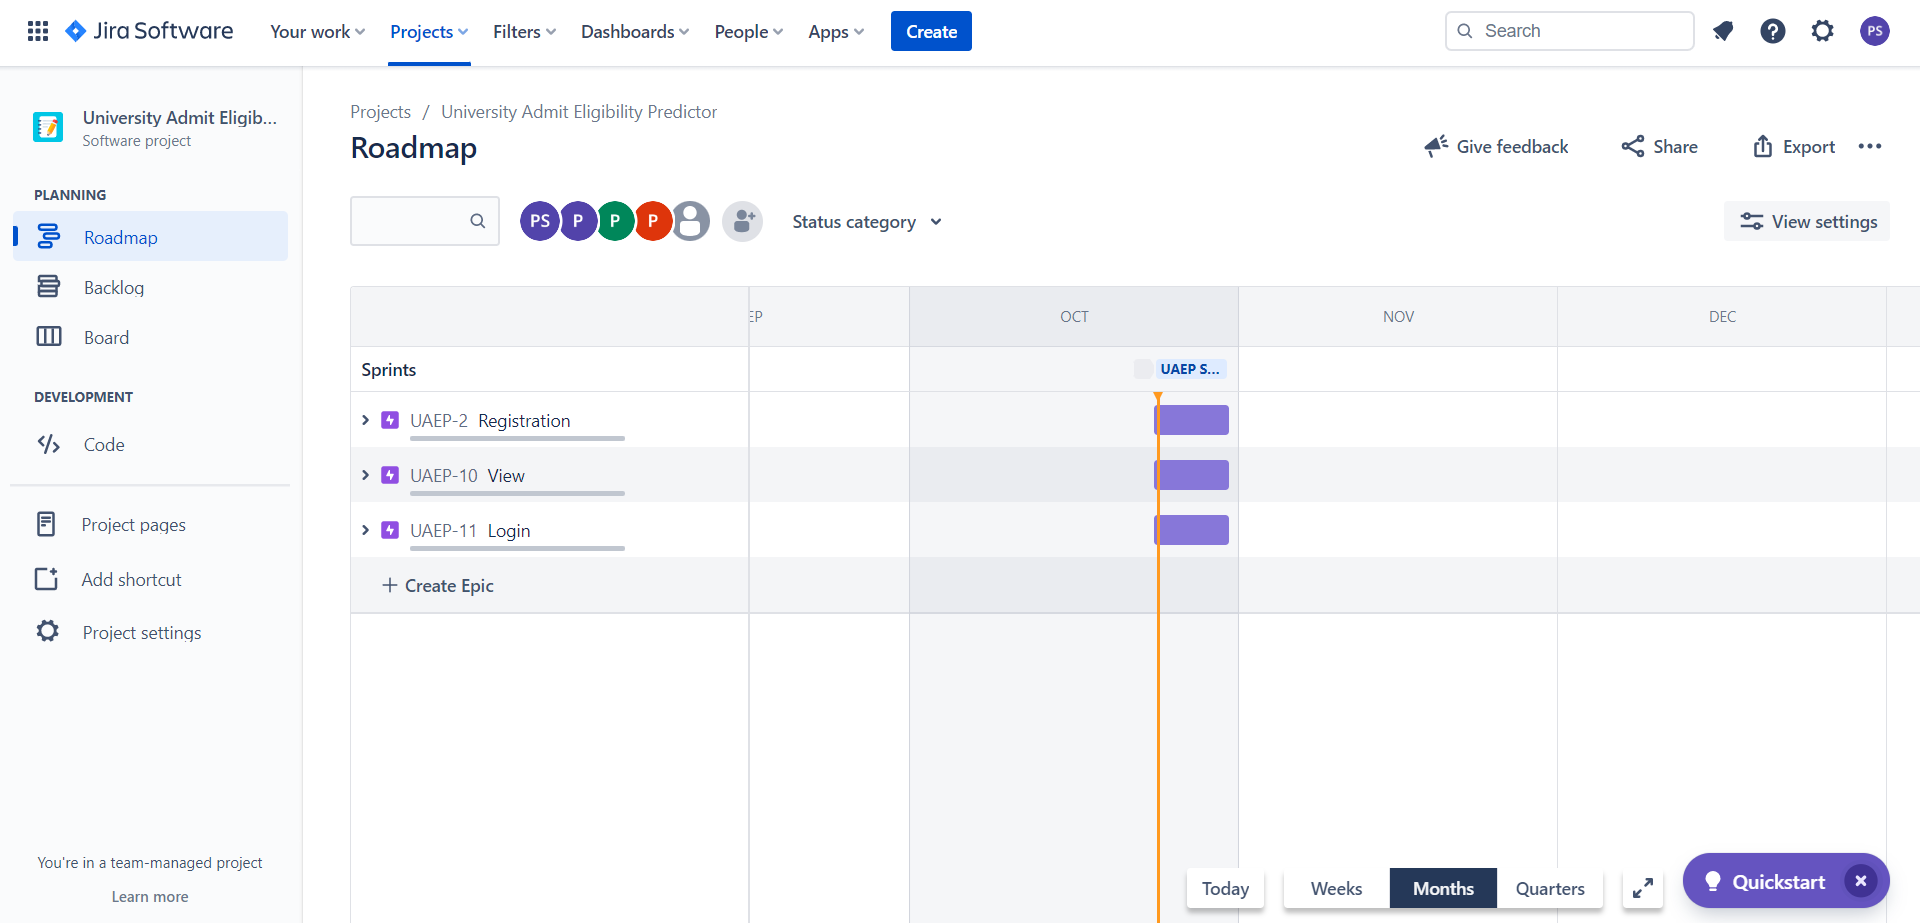 Jira Software
Your work
Projects
Filters
Dashboards
People
Apps
Create
Search
PS
University Admit Eligib...
Software project
PLANNING
Roadmap
Backlog
Board
DEVELOPMENT
Code
Project pages
Add shortcut
Project settings
You're in a team-managed project
Learn more
Projects / University Admit Eligibility Predictor
Roadmap
Give feedback
Share
Export
PS
P
P
P
Status category
View settings
EP
OCT
NOV
DEC
Sprints
UAEP S...
UAEP-2 Registration
UAEP-10 View
UAEP-11 Login
+ Create Epic
Today
Weeks
Months
Quarters
Quickstart